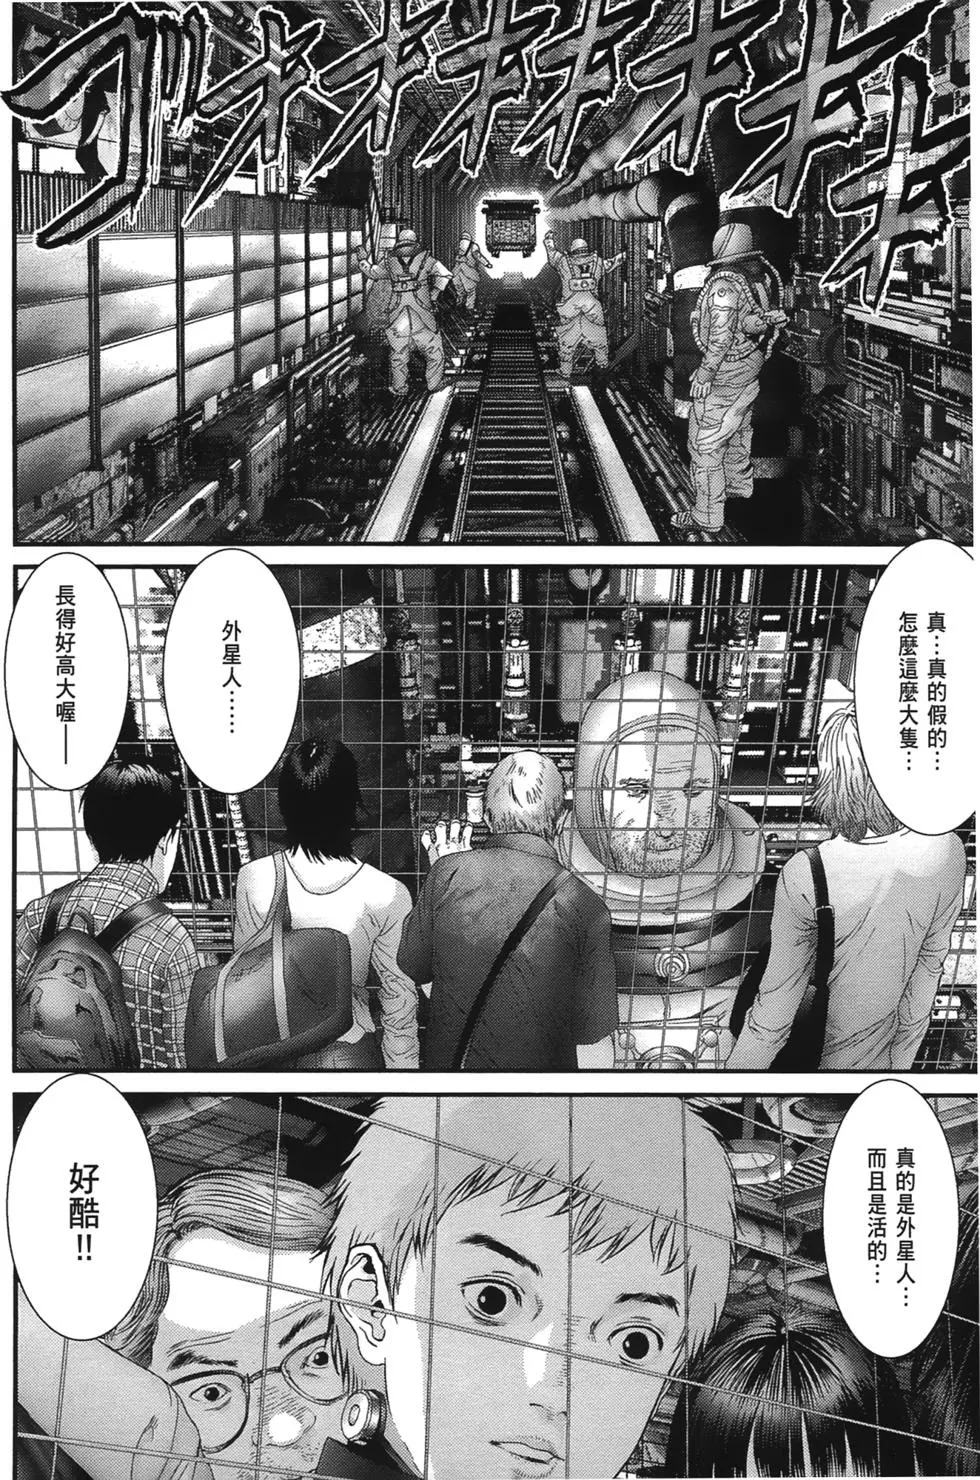 ゴオオオオオオオ
真…真的假的…
怎麼這麼大隻…
外星人……
長得好高大喔——
真的是外星人…
而且是活的…
好酷!!